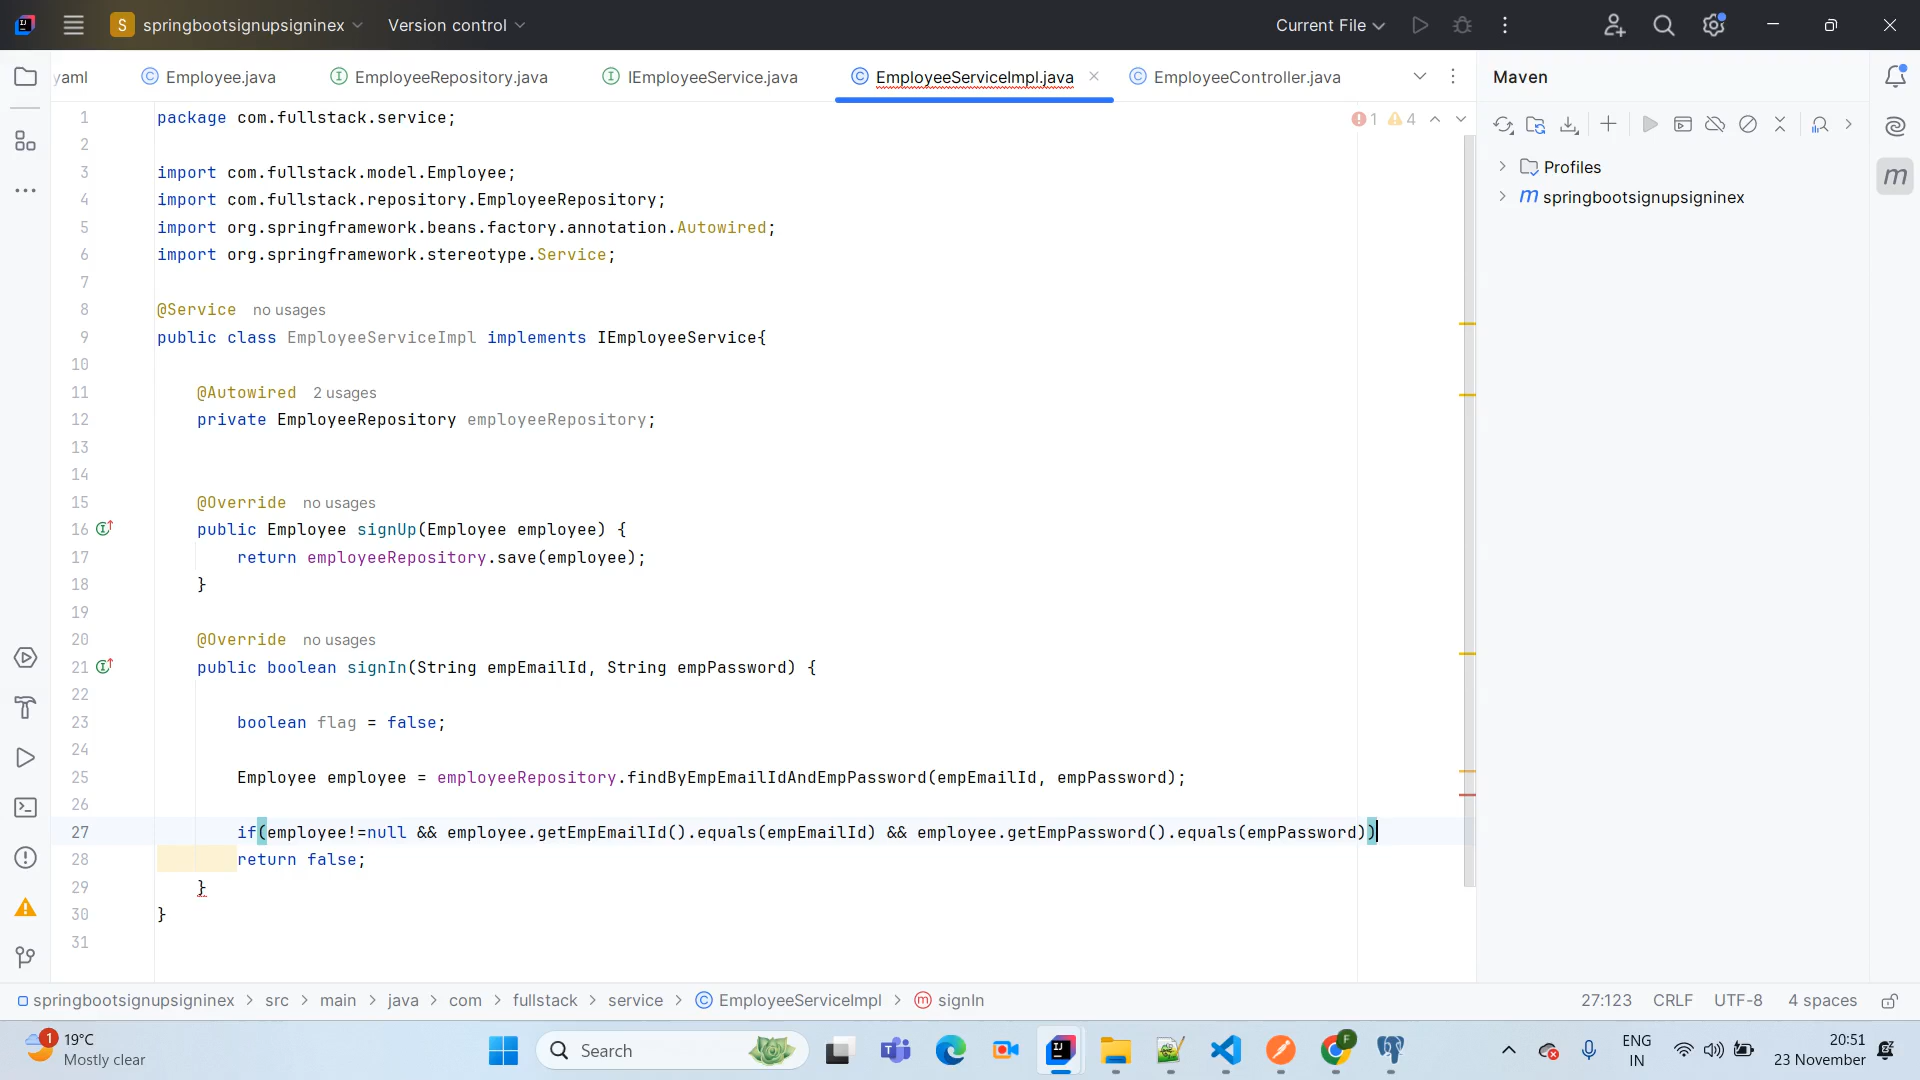 S springbootsignupsigninex Version control Current File
yaml Employee.java EmployeeRepository.java IEmployeeService.java EmployeeServiceImpl.java EmployeeController.java Maven
1 package com.fullstack.service; 1 4
2
3 import com.fullstack.model.Employee;
4 import com.fullstack.repository.EmployeeRepository;
5 import org.springframework.beans.factory.annotation.Autowired;
6 import org.springframework.stereotype.Service;
7
8 @Service no usages
9 public class EmployeeServiceImpl implements IEmployeeService{
10
11 @Autowired 2 usages
12 private EmployeeRepository employeeRepository;
13
14
15 @Override no usages
16 public Employee signUp(Employee employee) {
17 return employeeRepository.save(employee);
18 }
19
20 @Override no usages
21 public boolean signIn(String empEmailId, String empPassword) {
22
23 boolean flag = false;
24
25 Employee employee = employeeRepository.findByEmpEmailIdAndEmpPassword(empEmailId, empPassword);
26
27 if(employee!=null && employee.getEmpEmailId().equals(empEmailId) && employee.getEmpPassword().equals(empPassword))
28 return false;
29 }
30 }
31
Profiles
m springbootsignupsigninex
springbootsignupsigninex > src > main > java > com > fullstack > service > EmployeeServiceImpl > signIn 27:123 CRLF UTF-8 4 spaces
1 19°C
Mostly clear
Search
ENG
IN
20:51
23 November